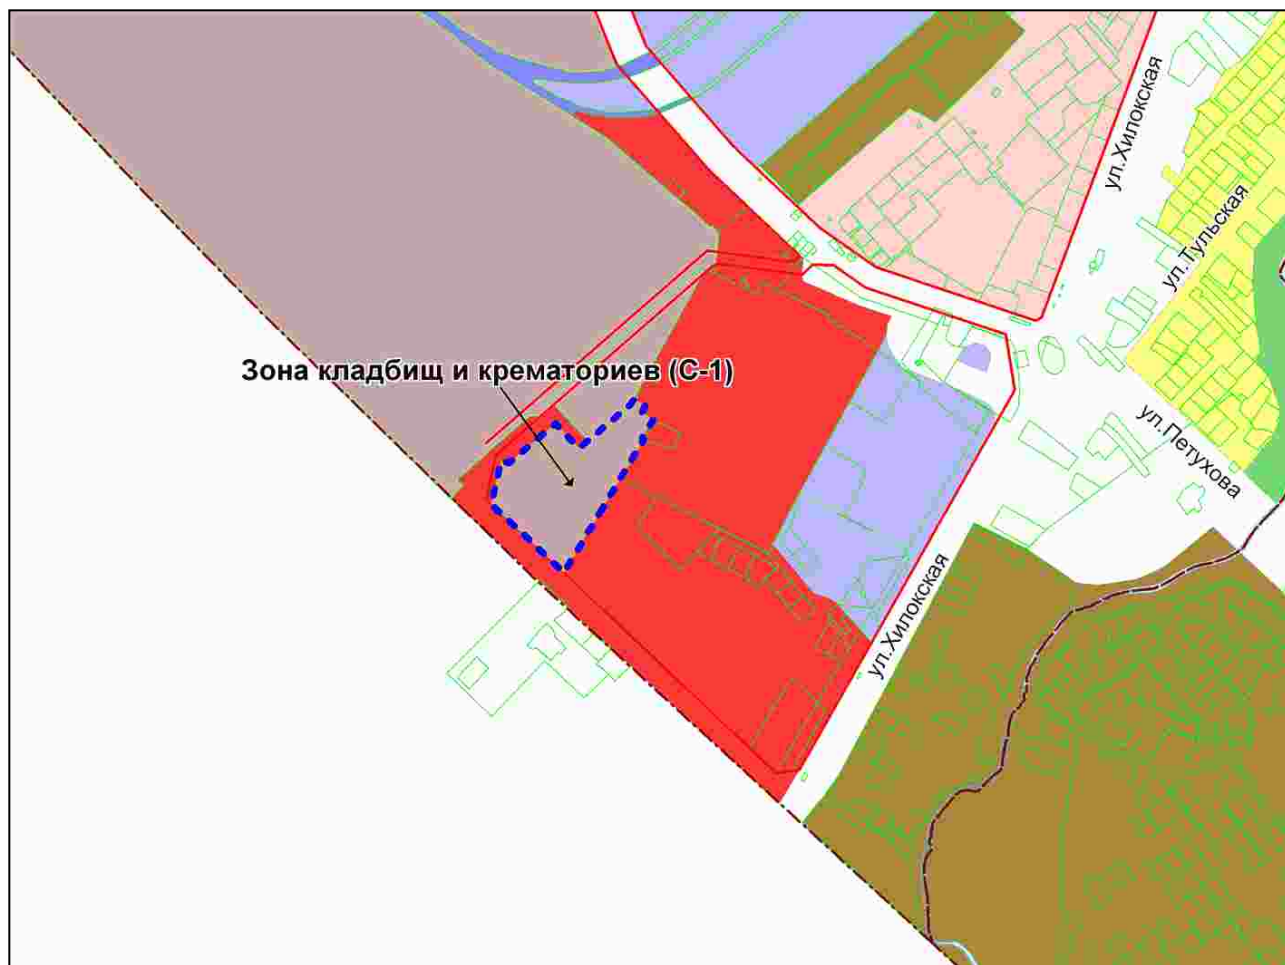 ул.Хилокская
ул.Тульская
Зона кладбищ и крематориев (С-1)
ул.Петухова
ул.Хилокская